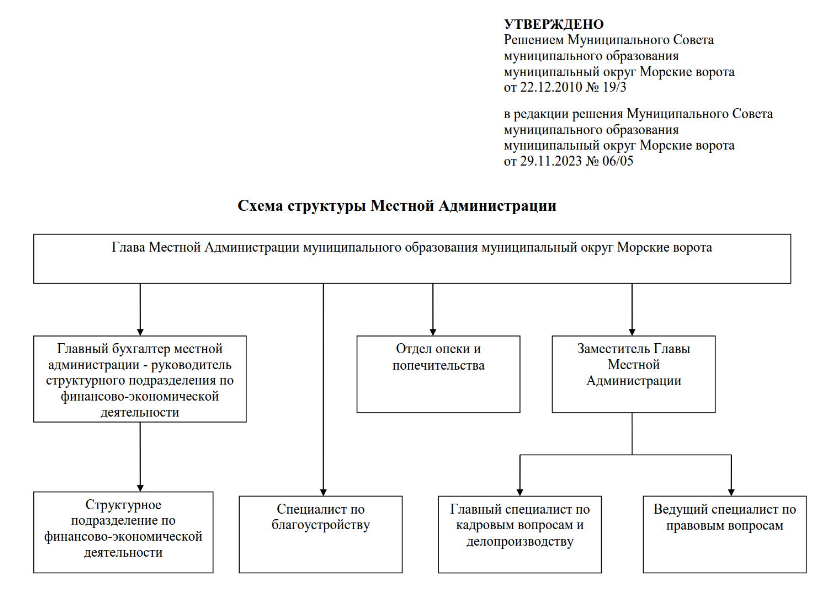 УТВЕРЖДЕНО
Решением Муниципального Совета
муниципального образования
муниципальный округ Морские ворота
от 22.12.2010 № 19/3
в редакции решения Муниципального Совета
муниципального образования
муниципальный округ Морские ворота
от 29.11.2023 № 06/05
Схема структуры Местной Администрации
Глава Местной Администрации муниципального образования муниципальный округ Морские ворота
Главный бухгалтер местной
администрации - руководитель
структурного подразделения по
финансово-экономической
деятельности
Отдел опеки и
попечительства
Заместитель Главы
Местной
Администрации
Структурное
подразделение по
финансово-экономической
деятельности
Специалист по
благоустройству
Главный специалист по
кадровым вопросам и
делопроизводству
Ведущий специалист по
правовым вопросам